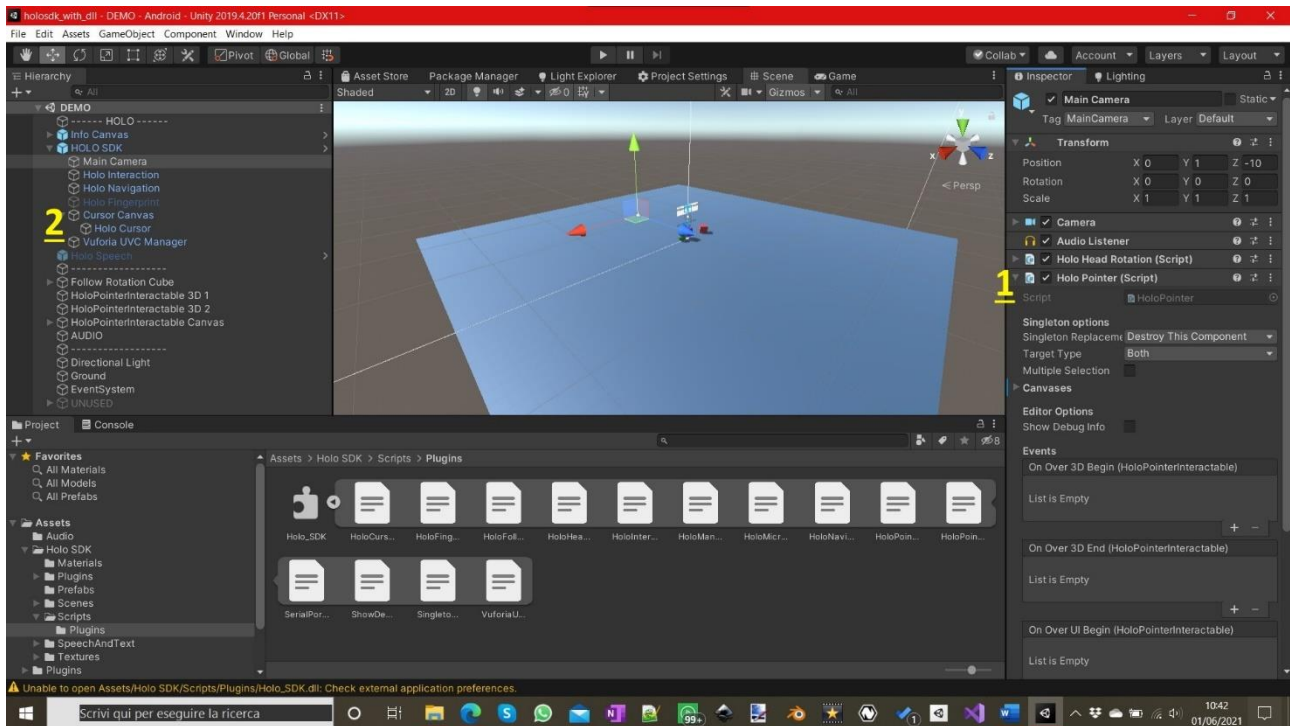 holosdk_with_dll - DEMO - Android - Unity 2019.4.20f1 Personal <DX11>
File Edit Assets GameObject Component Window Help
Pivot Global
Collab Account Layers Layout
Hierarchy
All
DEMO
------ HOLO ------
Info Canvas
HOLO SDK
Main Camera
Holo Interaction
Holo Navigation
Holo Fingerprint
Cursor Canvas
2
Holo Cursor
Vuforia UVC Manager
Holo Speech
------------------
Follow Rotation Cube
HoloPointerInteractable 3D 1
HoloPointerInteractable 3D 2
HoloPointerInteractable Canvas
AUDIO
------------------
Directional Light
Ground
EventSystem
UNUSED
Asset Store Package Manager Light Explorer Project Settings Scene Game
Shaded 2D 0 Gizmos All
x z
Persp
Inspector Lighting
Main Camera Static
Tag MainCamera Layer Default
Transform
Position X 0 Y 1 Z -10
Rotation X 0 Y 0 Z 0
Scale X 1 Y 1 Z 1
Camera
Audio Listener
Holo Head Rotation (Script)
Holo Pointer (Script)
1
Script HoloPointer
Singleton options
Singleton Replaceme Destroy This Component
Target Type Both
Multiple Selection
Canvases
Editor Options
Show Debug Info
Events
On Over 3D Begin (HoloPointerInteractable)
List is Empty
+ -
On Over 3D End (HoloPointerInteractable)
List is Empty
+ -
On Over UI Begin (HoloPointerInteractable)
List is Empty
Project Console
8
Favorites
All Materials
All Models
All Prefabs
Assets
Audio
Holo SDK
Materials
Plugins
Prefabs
Scenes
Scripts
Plugins
SpeechAndText
Textures
Plugins
Assets > Holo SDK > Scripts > Plugins
Holo_SDK HoloCurs... HoloFing... HoloFoll... HoloHea... HoloInter... HoloMan... HoloMicr... HoloNavi... HoloPoin... HoloPoin...
SerialPor... ShowDe... Singleto... VuforiaU...
Unable to open Assets/Holo SDK/Scripts/Plugins/Holo_SDK.dll: Check external application preferences.
Scrivi qui per eseguire la ricerca
99+
1
10:42
01/06/2021